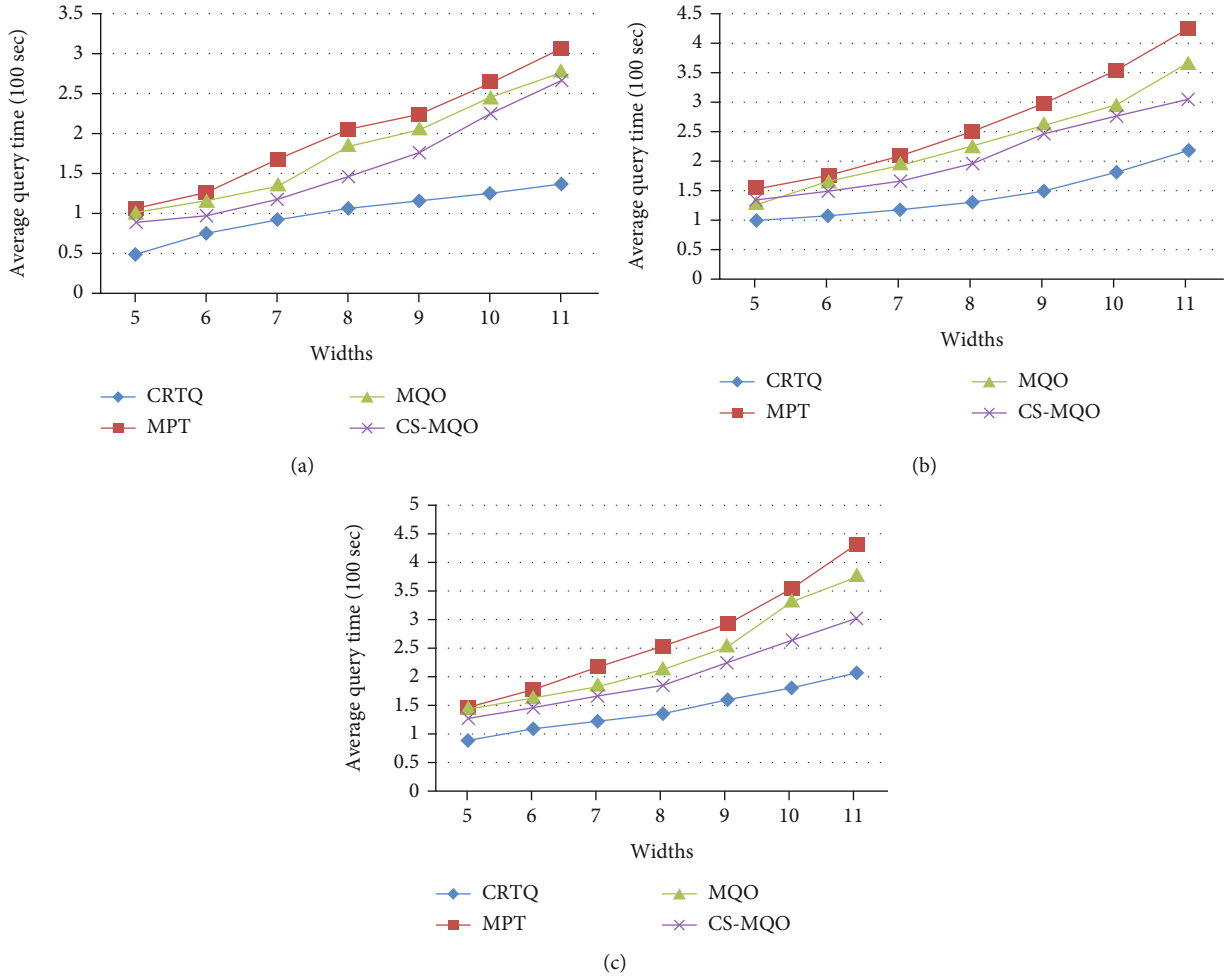 Average query time (100 sec)
3.5
3
2.5
2
1.5
1
0.5
0
5 6 7 8 9 10 11
Widths
CRTQ MQO
MPT CS-MQO
(a)
Average query time (100 sec)
4.5
4
3.5
3
2.5
2
1.5
1
0.5
0
5 6 7 8 9 10 11
Widths
CRTQ MQO
MPT CS-MQO
(b)
Average query time (100 sec)
5
4.5
4
3.5
3
2.5
2
1.5
1
0.5
0
5 6 7 8 9 10 11
Widths
CRTQ MQO
MPT CS-MQO
(c)